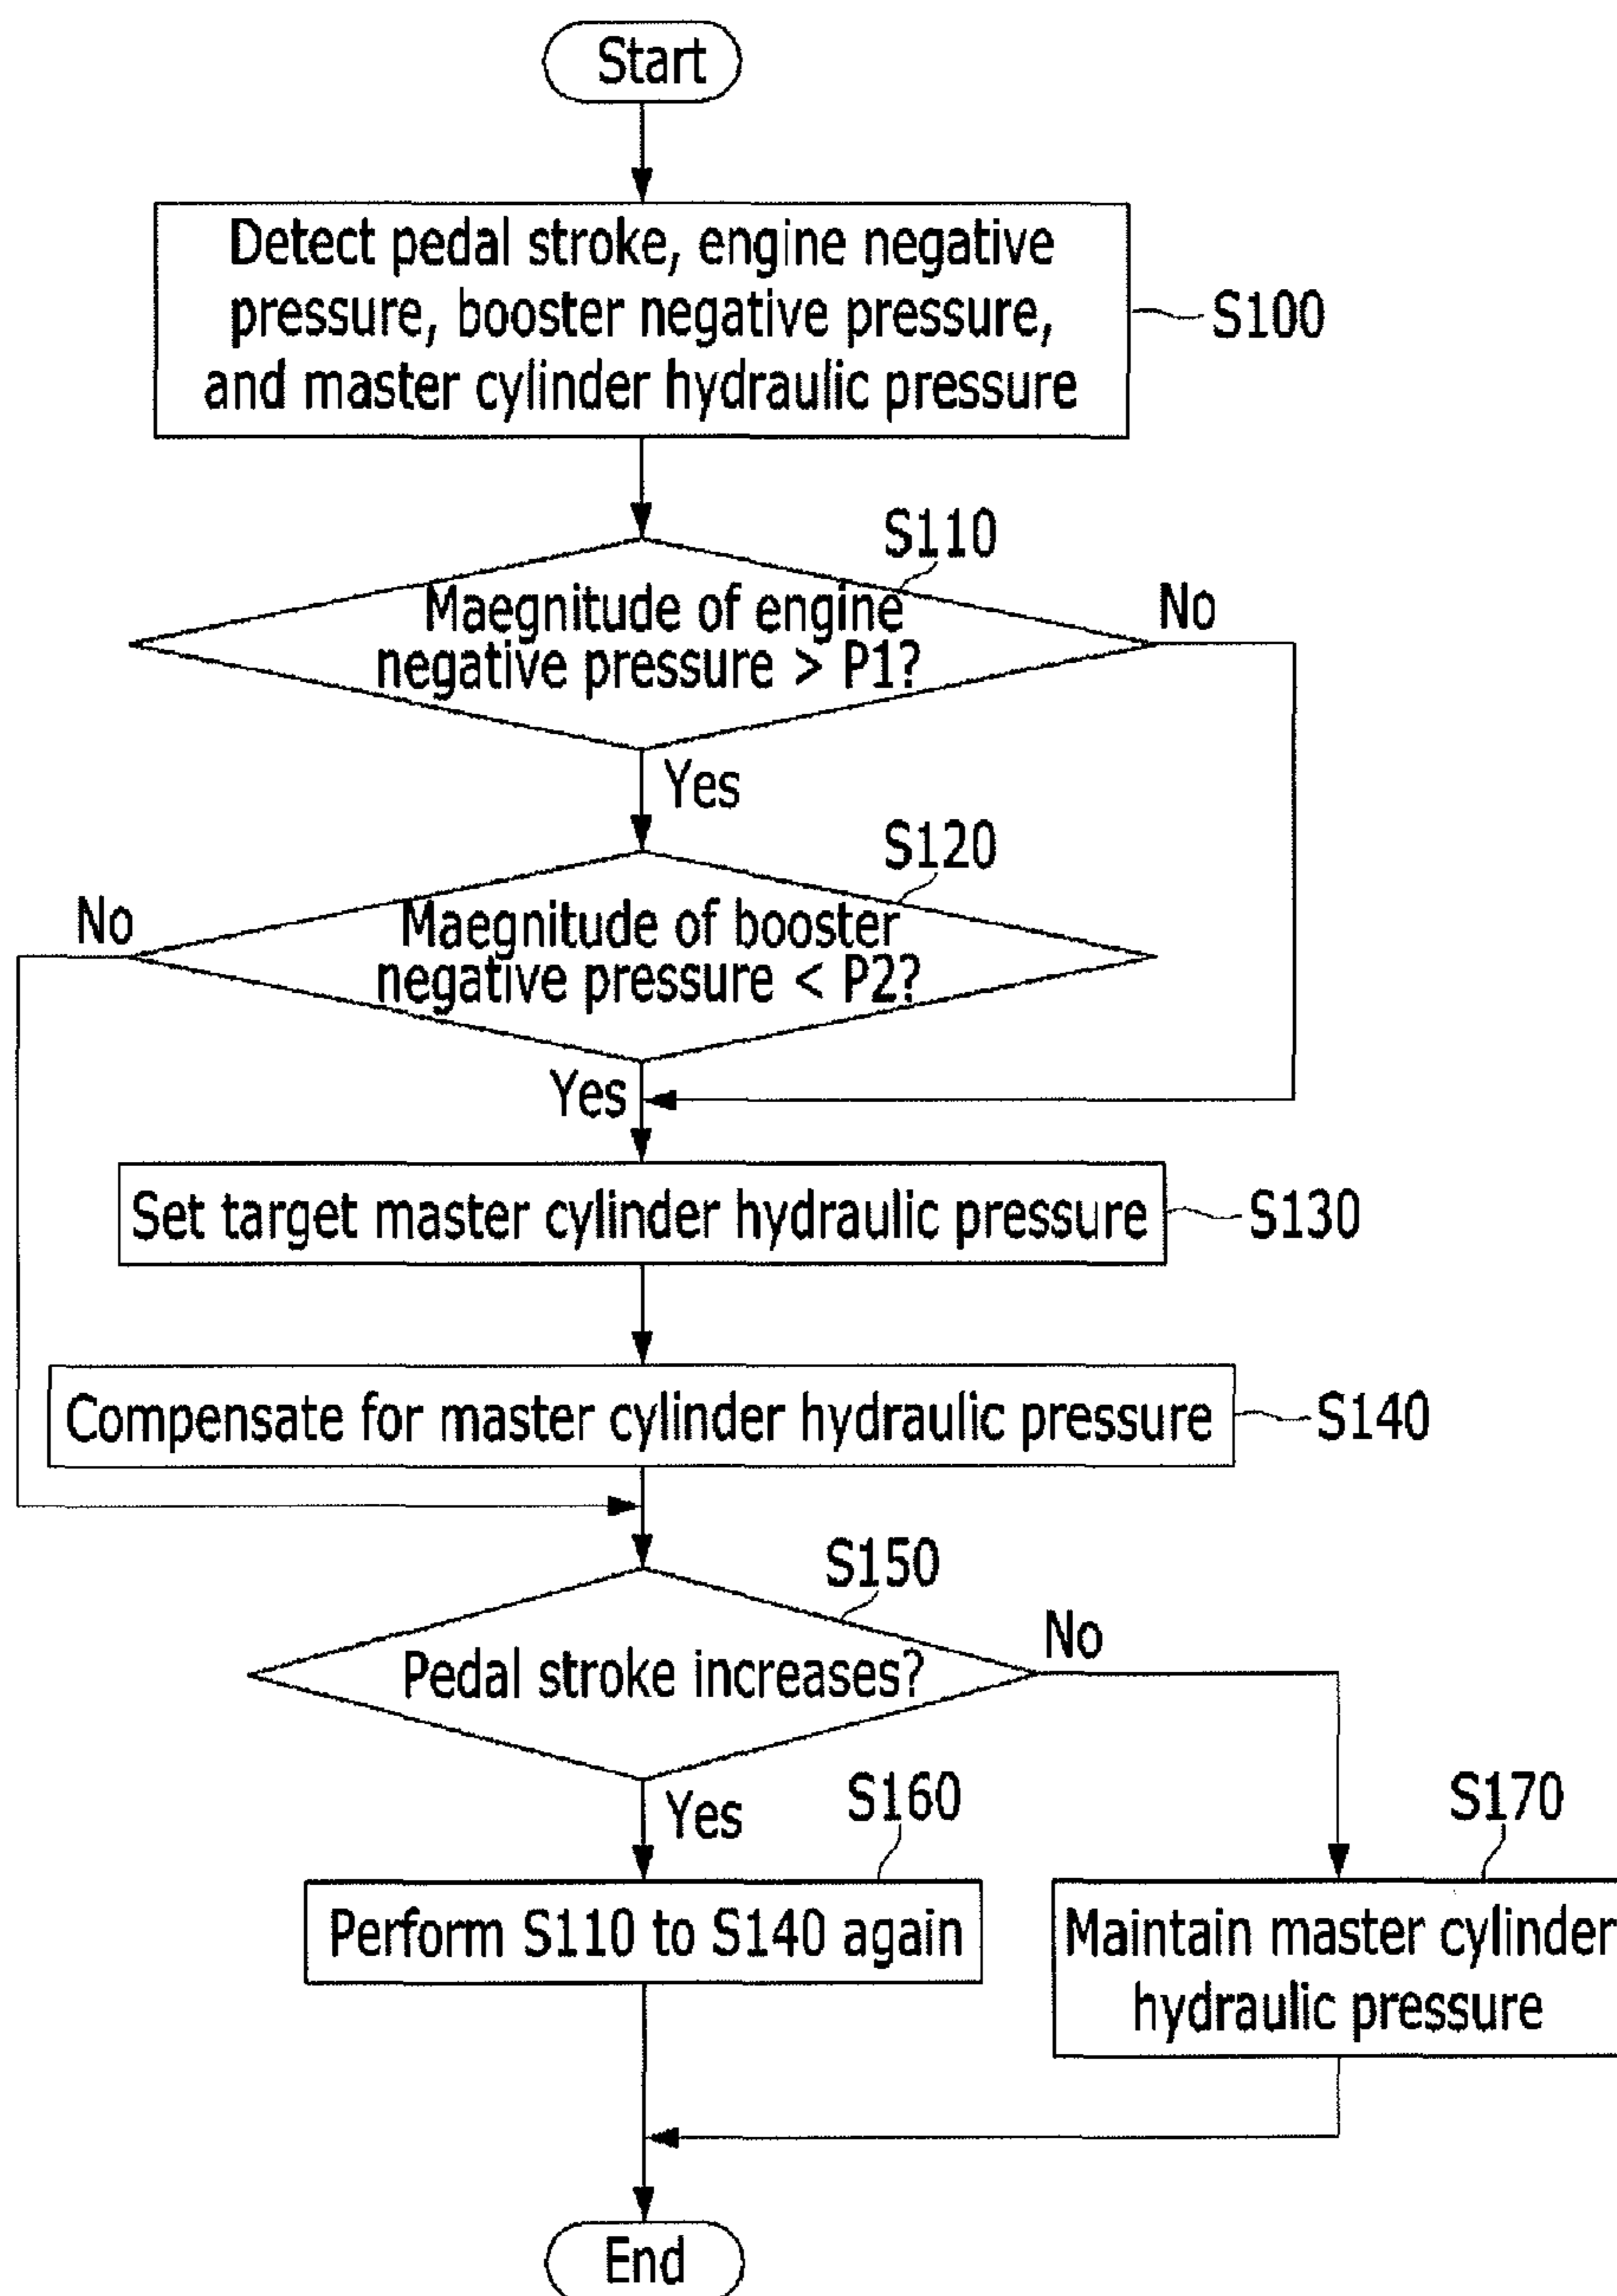 Start
Detect pedal stroke, engine negative
pressure, booster negative pressure,
and master cylinder hydraulic pressure
S100
S110
Maegnitude of engine
negative pressure > P1?
No
Yes
S120
No
Maegnitude of booster
negative pressure < P2?
Yes
Set target master cylinder hydraulic pressure
S130
Compensate for master cylinder hydraulic pressure
S140
S150
Pedal stroke increases?
No
Yes
S160
S170
Perform S110 to S140 again
Maintain master cylinder
hydraulic pressure
End